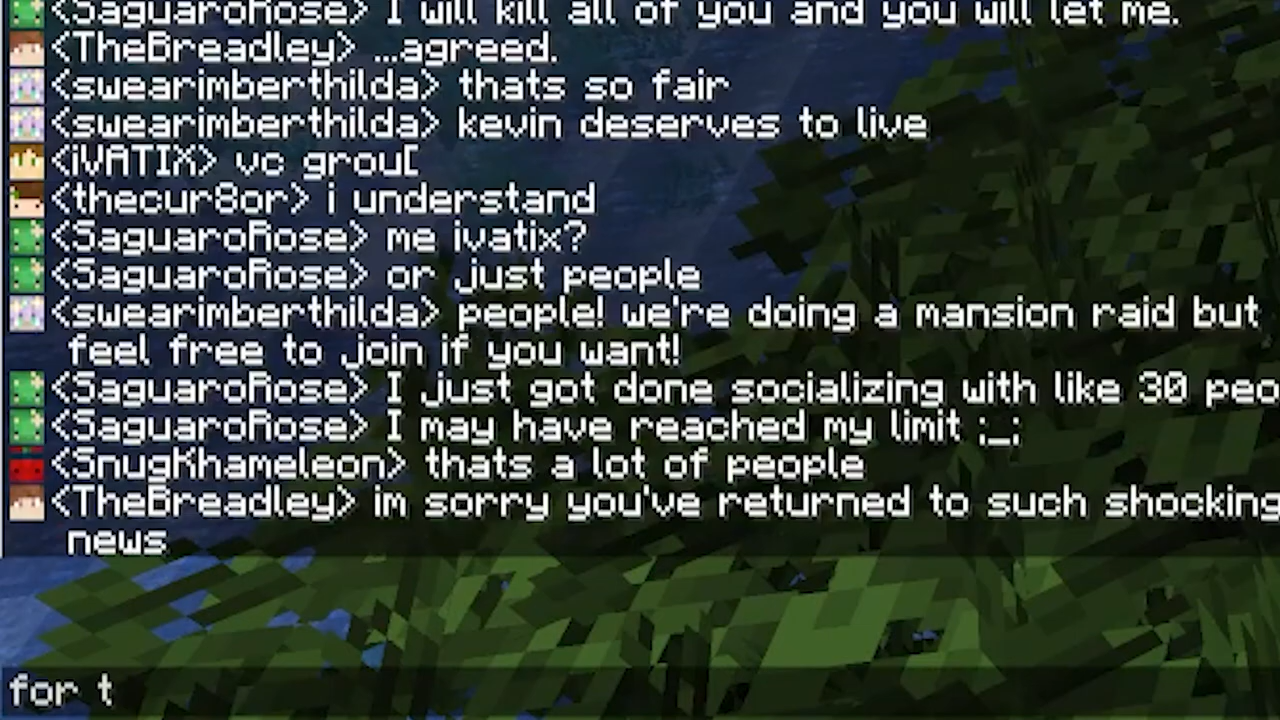 <SaguaroRose> I will kill all of you and you will let me.
<TheBreadley> ...agreed.
<swearimberthilda> thats so fair
<swearimberthilda> kevin deserves to live
<iVATIX> vc grou[
<thecur8or> i understand
<SaguaroRose> me ivatix?
<SaguaroRose> or just people
<swearimberthilda> people! we're doing a mansion raid but
feel free to join if you want!
<SaguaroRose> I just got done socializing with like 30 peo
<SaguaroRose> I may have reached my limit ;_;
<SnugKhameleon> thats a lot of people
<TheBreadley> im sorry you've returned to such shocking
news
for t